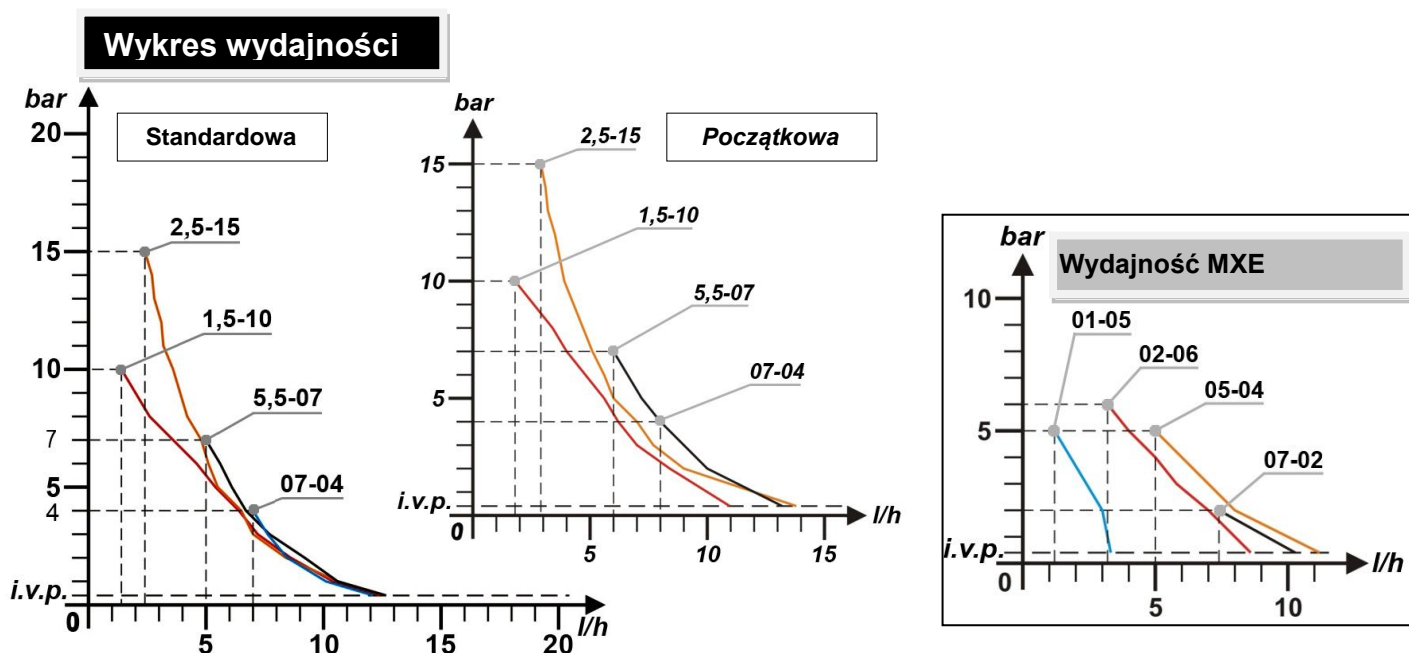 Wykres wydajności
bar
20
15
10
7
5
4
i.v.p.
0
5
10
15
20
l/h
Standardowa
2,5-15
1,5-10
5,5-07
07-04
bar
15
10
5
i.v.p.
0
5
10
15
l/h
Początkowa
2,5-15
1,5-10
5,5-07
07-04
bar
10
5
i.v.p.
0
5
10
l/h
Wydajność MXE
01-05
02-06
05-04
07-02